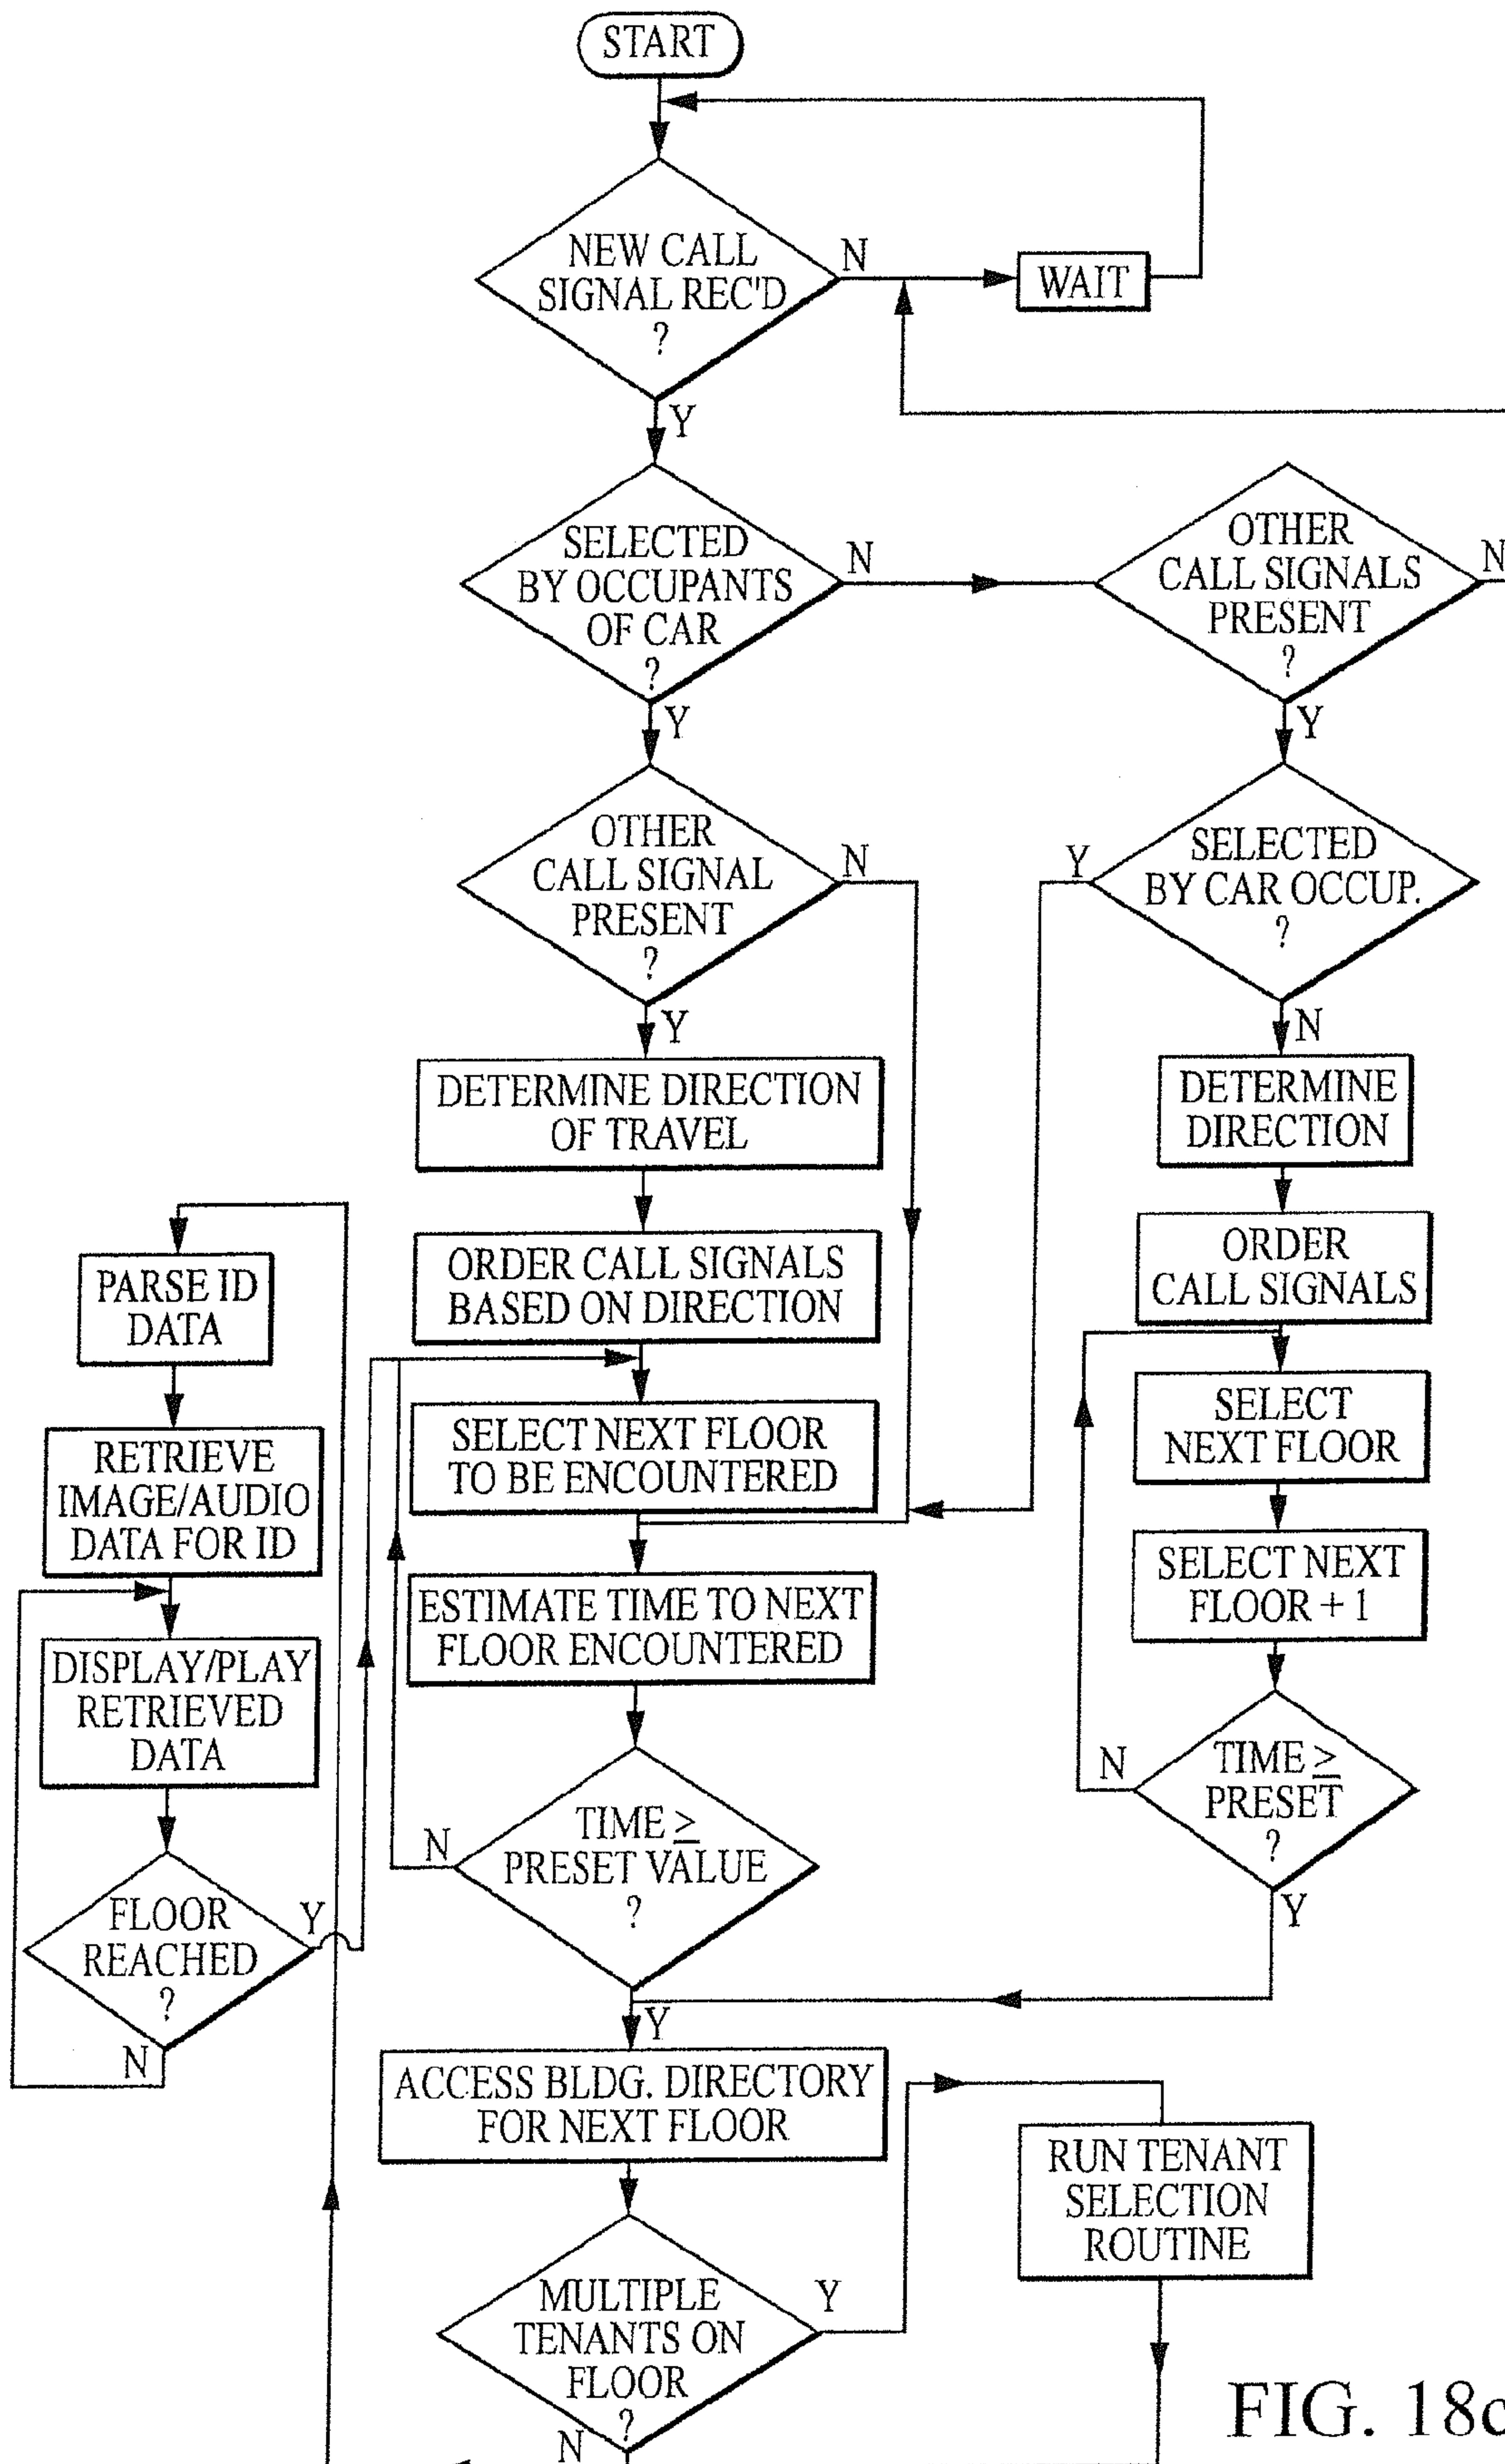 START
NEW CALL
SIGNAL REC'D
?
N
WAIT
Y
SELECTED
BY OCCUPANTS
OF CAR
?
N
Y
OTHER
CALL SIGNALS
PRESENT
?
N
Y
OTHER
CALL SIGNAL
PRESENT
?
N
Y
SELECTED
BY CAR OCCUP.
?
Y
N
DETERMINE DIRECTION
OF TRAVEL
DETERMINE
DIRECTION
ORDER CALL SIGNALS
BASED ON DIRECTION
ORDER
CALL SIGNALS
PARSE ID
DATA
SELECT NEXT FLOOR
TO BE ENCOUNTERED
SELECT
NEXT FLOOR
RETRIEVE
IMAGE/AUDIO
DATA FOR ID
ESTIMATE TIME TO NEXT
FLOOR ENCOUNTERED
SELECT NEXT
FLOOR + 1
DISPLAY/PLAY
RETRIEVED
DATA
TIME ≥
PRESET VALUE
?
N
Y
TIME ≥
PRESET
?
N
Y
FLOOR
REACHED
?
Y
N
ACCESS BLDG. DIRECTORY
FOR NEXT FLOOR
RUN TENANT
SELECTION
ROUTINE
MULTIPLE
TENANTS ON
FLOOR
?
Y
N
FIG. 18c